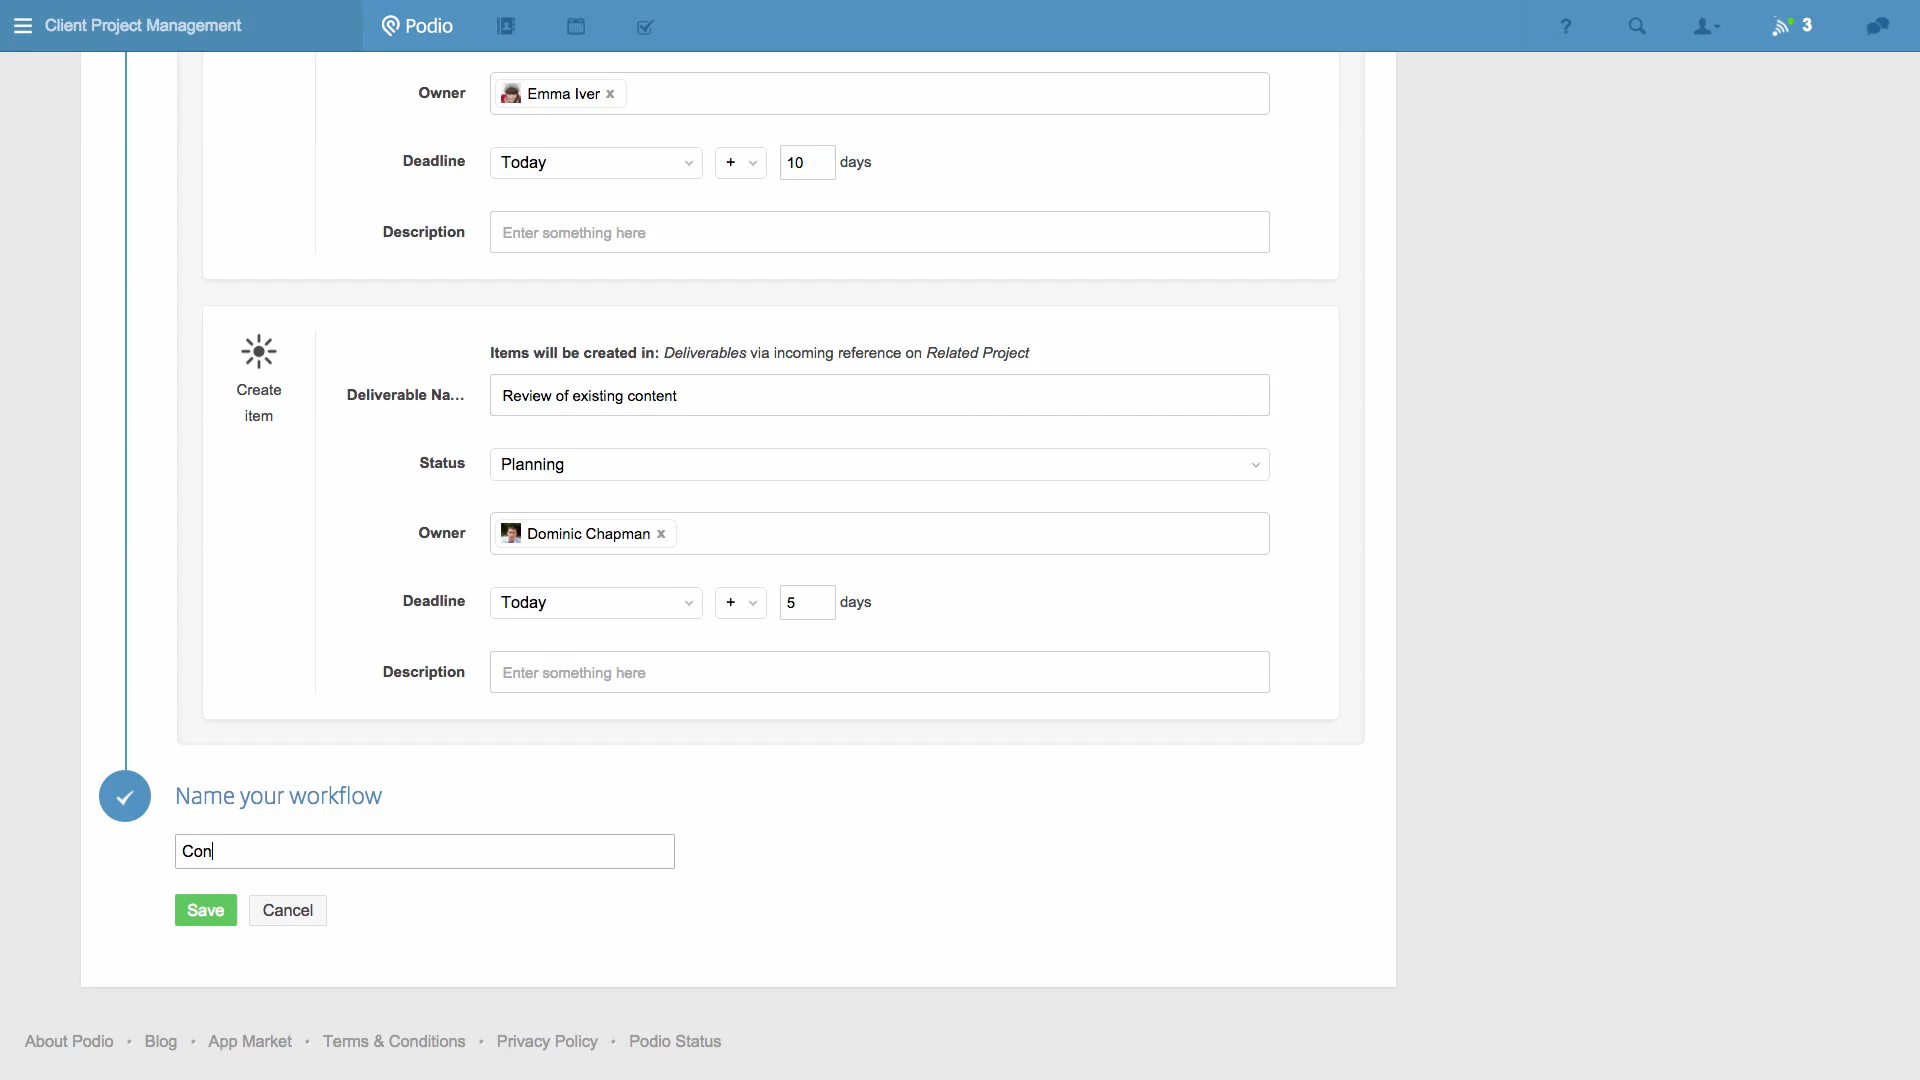 Client Project Management
Podio
?
3
Owner
Emma Iver x
Deadline
Today + 10 days
Description
Enter something here
Create
item
Items will be created in: Deliverables via incoming reference on Related Project
Deliverable Na...
Review of existing content
Status
Planning
Owner
Dominic Chapman x
Deadline
Today + 5 days
Description
Enter something here
Name your workflow
Con
Save Cancel
About Podio • Blog • App Market • Terms & Conditions • Privacy Policy • Podio Status